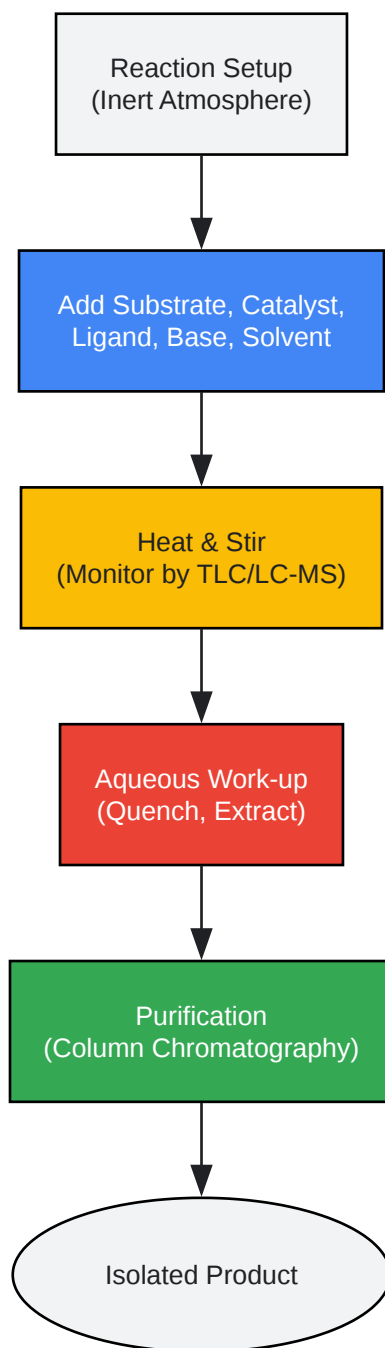 Reaction Setup
(Inert Atmosphere)
Add Substrate, Catalyst,
Ligand, Base, Solvent
Heat & Stir
(Monitor by TLC/LC-MS)
Aqueous Work-up
(Quench, Extract)
Purification
(Column Chromatography)
Isolated Product